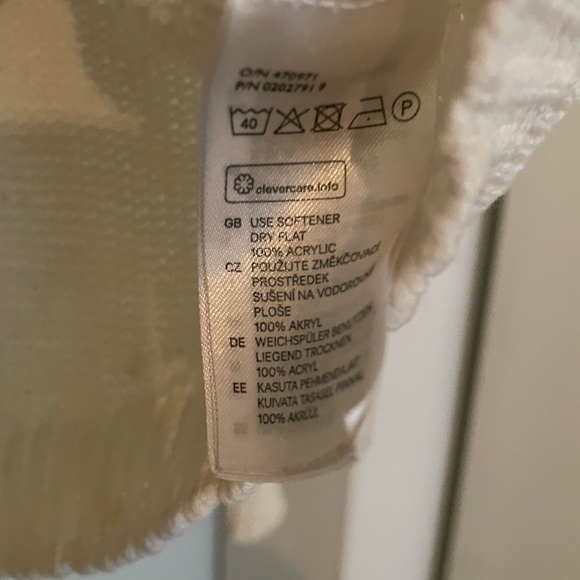 O/N 470971
P/N 0202791 9
40 P
clevercare.info
GB USE SOFTENER
DRY FLAT
100% ACRYLIC
CZ POUŽIJTE ZMĚKČOVACÍ
PROSTŘEDEK
SUŠENÍ NA VODOROVNÉ
PLOŠE
100% AKRYL
DE WEICHSPÜLER BENUTZEN
LIEGEND TROCKNEN
100% ACRYL
EE KASUTA PEHMENDAJAT
KUIVATA TASASEL PINNAL
100% AKRÜÜL